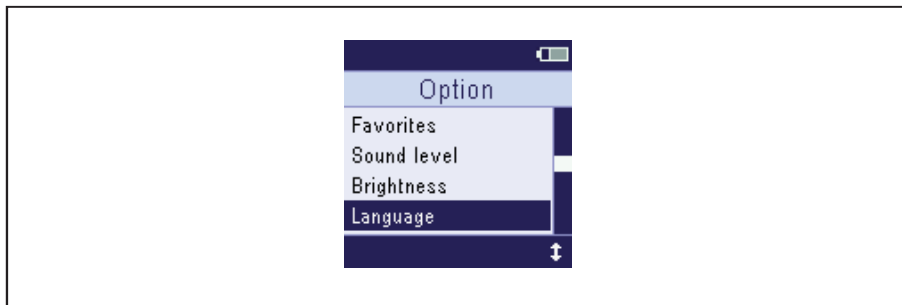 Option
Favorites
Sound level
Brightness
Language